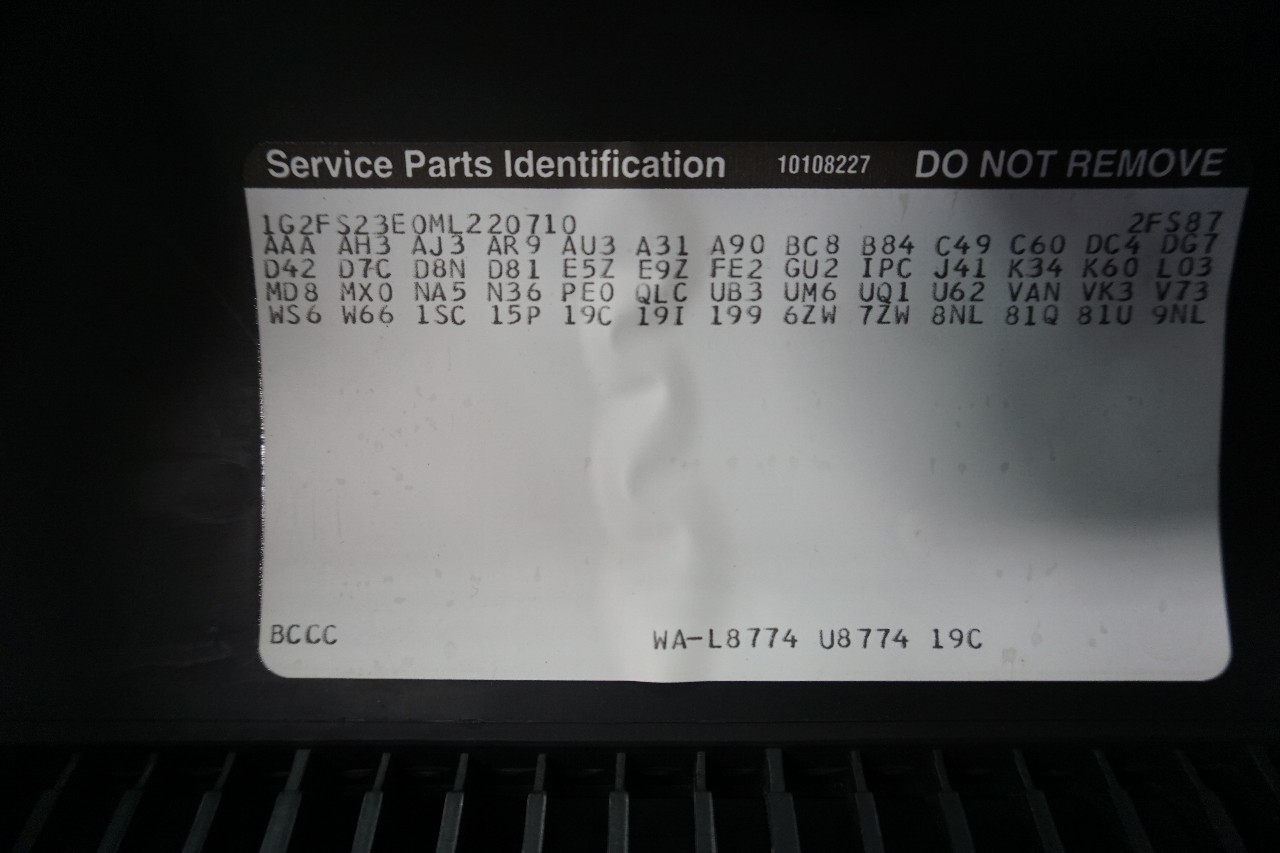 Service Parts Identification 10108227 DO NOT REMOVE
1G2FS23E0ML220710 2FS87
AAA AH3 AJ3 AR9 AU3 A31 A90 BC8 B84 C49 C60 DC4 DG7
D42 D7C D8N D81 E5Z E9Z FE2 GU2 IPC J41 K34 K60 L03
MD8 MX0 NA5 N36 PE0 QLC UB3 UM6 UQ1 U62 VAN VK3 V73
WS6 W66 1SC 15P 19C 19I 199 6ZW 7ZW 8NL 81Q 81U 9NL
BCCC WA-L8774 U8774 19C